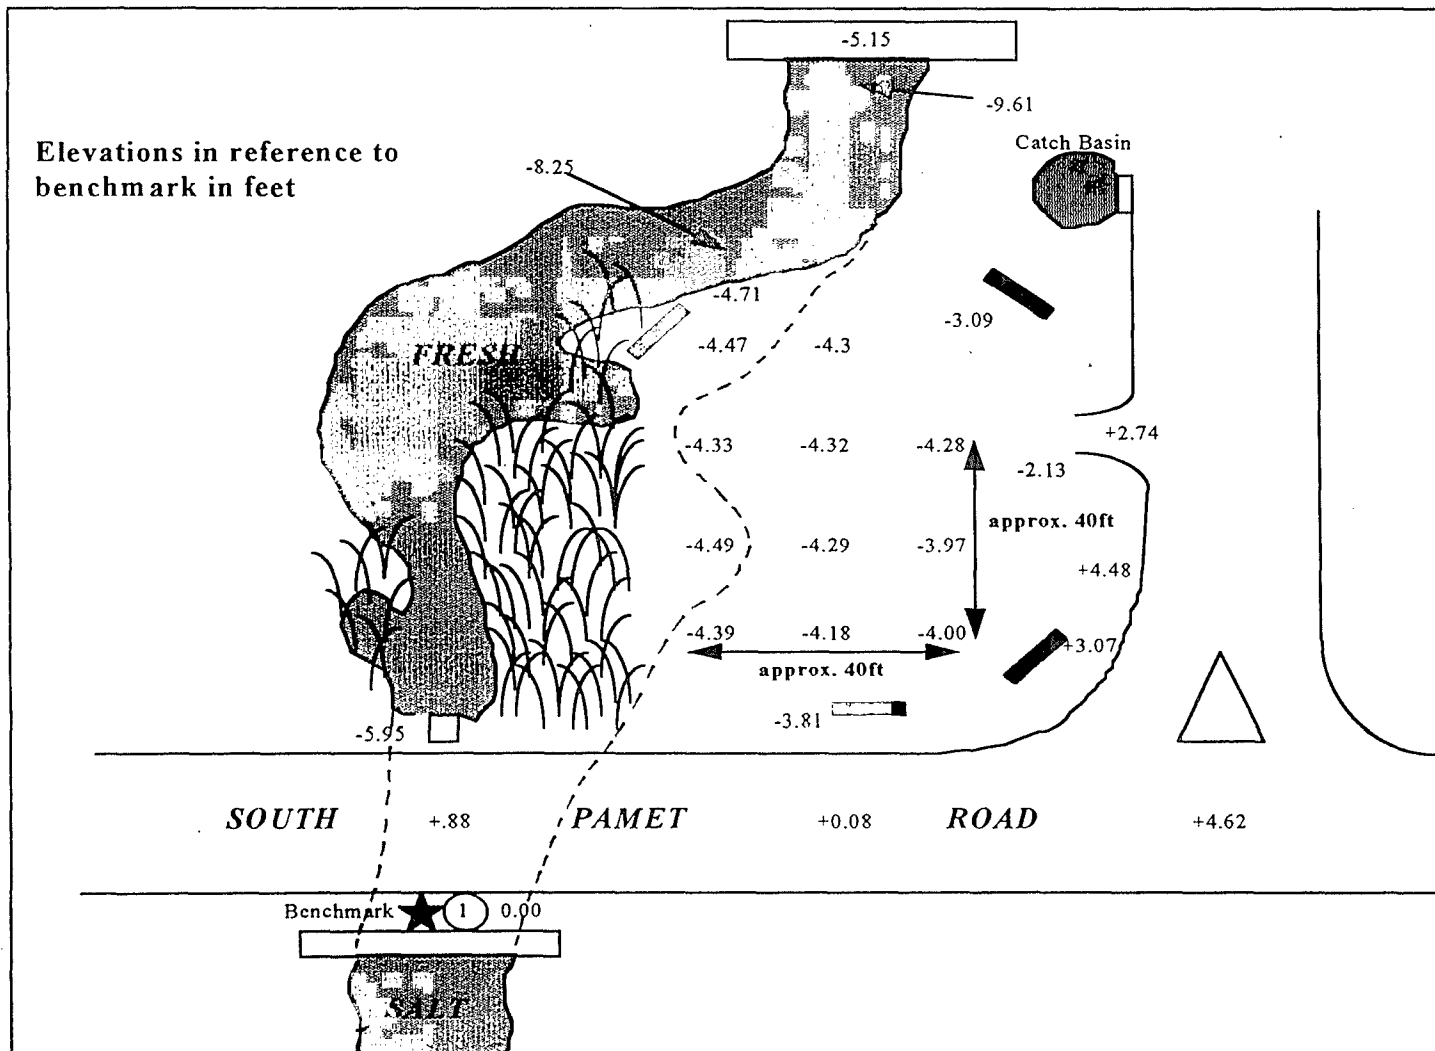 -5.15
-9.61
Catch Basin
Elevations in reference to
benchmark in feet
-8.25
-4.71
-3.09
FRESH
-4.47
-4.3
+2.74
-4.33
-4.32
-4.28
-2.13
approx. 40ft
-4.49
-4.29
-3.97
+4.48
-4.39
-4.18
-4.00
+3.07
approx. 40ft
-3.81
-5.95
SOUTH
+.88
PAMET
+0.08
ROAD
+4.62
Benchmark
1
0.00
SALT